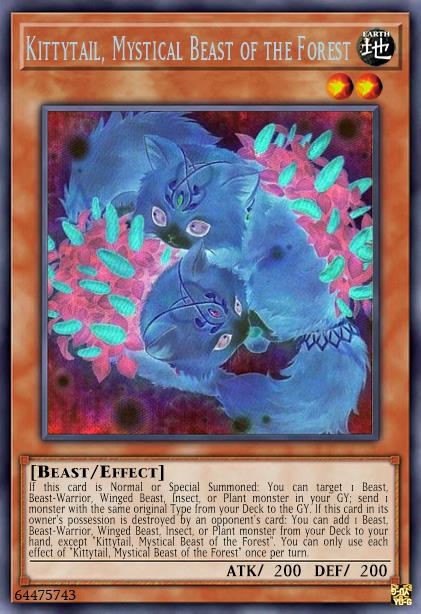 Kittytail, Mystical Beast of the Forest
EARTH
地
[Beast/Effect]
If this card is Normal or Special Summoned: You can target 1 Beast,
Beast-Warrior, Winged Beast, Insect, or Plant monster in your GY; send 1
monster with the same original Type from your Deck to the GY. If this card in its
owner's possession is destroyed by an opponent's card: You can add 1 Beast,
Beast-Warrior, Winged Beast, Insect, or Plant monster from your Deck to your
hand, except "Kittytail, Mystical Beast of the Forest". You can only use each
effect of "Kittytail, Mystical Beast of the Forest" once per turn.
ATK/ 200 DEF/ 200
64475743